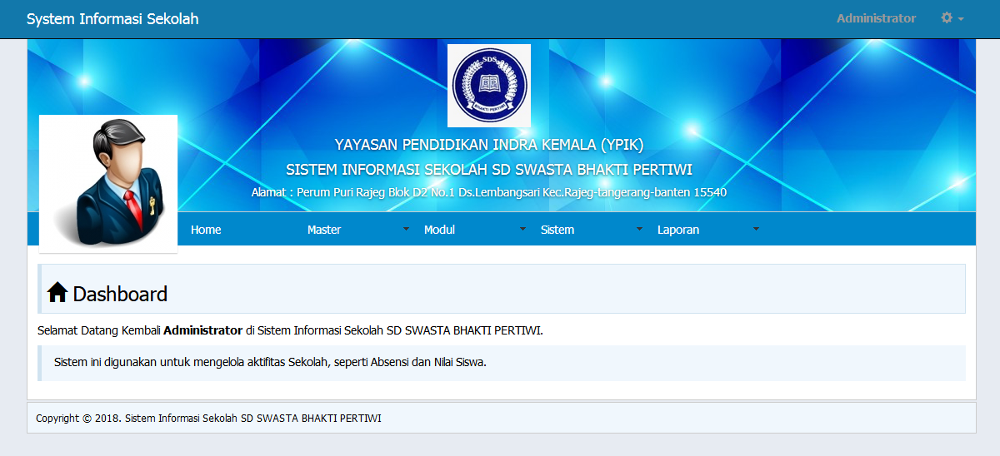 System Informasi Sekolah
Administrator
SDS
BHAKTI PERTIWI
YAYASAN PENDIDIKAN INDRA KEMALA (YPIK)
SISTEM INFORMASI SEKOLAH SD SWASTA BHAKTI PERTIWI
Alamat : Perum Puri Rajeg Blok D2 No.1 Ds.Lembangsari Kec.Rajeg-tangerang-banten 15540
Home Master Modul Sistem Laporan
Dashboard
Selamat Datang Kembali Administrator di Sistem Informasi Sekolah SD SWASTA BHAKTI PERTIWI.
Sistem ini digunakan untuk mengelola aktifitas Sekolah, seperti Absensi dan Nilai Siswa.
Copyright © 2018. Sistem Informasi Sekolah SD SWASTA BHAKTI PERTIWI